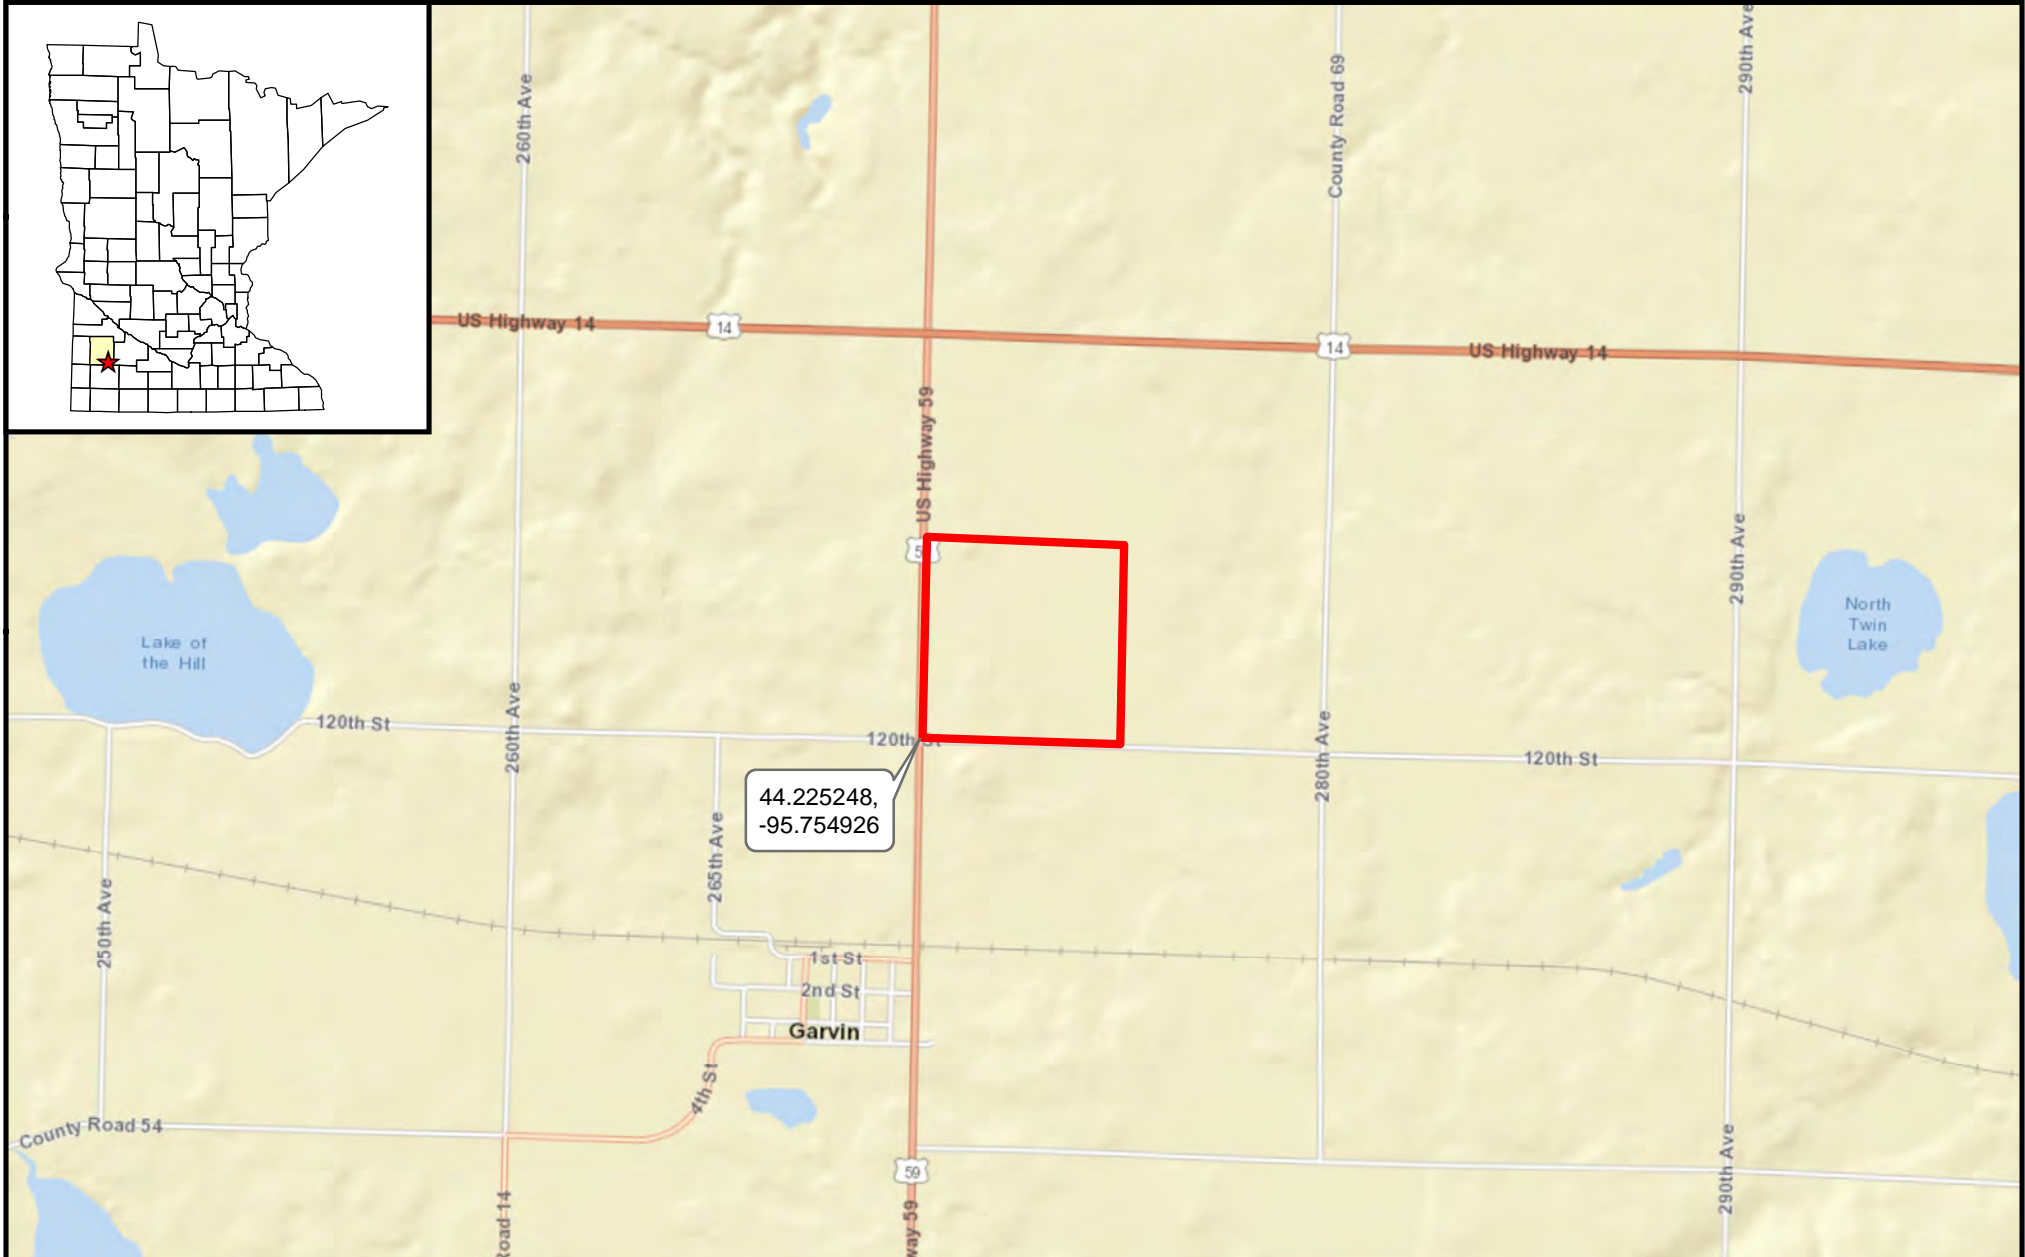 260th Ave
County Road 69
290th Ave
US Highway 14
14
14
US Highway 14
US Highway 59
5
290th Ave
North
Twin
Lake
Lake of
the Hill
120th St
260th Ave
120th St
280th Ave
120th St
44.225248,
-95.754926
265th Ave
250th Ave
1st St
2nd St
Garvin
4th St
County Road 54
59
290th Ave
Road 14
way 59